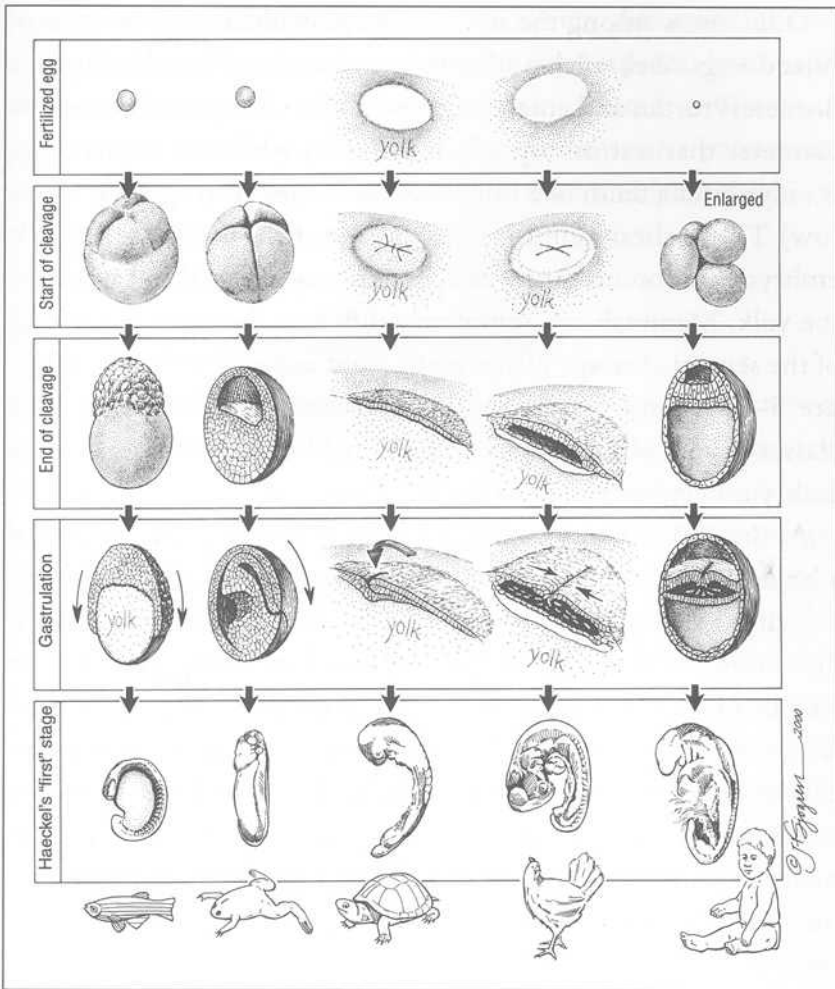 Fertilized egg
yolk
Start of cleavage
yolk
Enlarged
End of cleavage
yolk
yolk
Gastrulation
yolk
yolk
yolk
Haeckel's "first" stage
© 2000